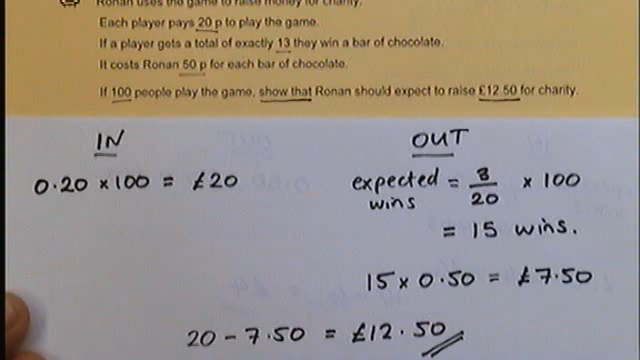 Ronan uses the game to raise money for charity.
Each player pays 20 p to play the game.
If a player gets a total of exactly 13 they win a bar of chocolate.
It costs Ronan 50 p for each bar of chocolate.
If 100 people play the game, show that Ronan should expect to raise £12.50 for charity.
IN
OUT
0.20 × 100 = £20
expected wins = 3/20 × 100
= 15 wins.
15 × 0.50 = £7.50
20 - 7.50 = £12.50